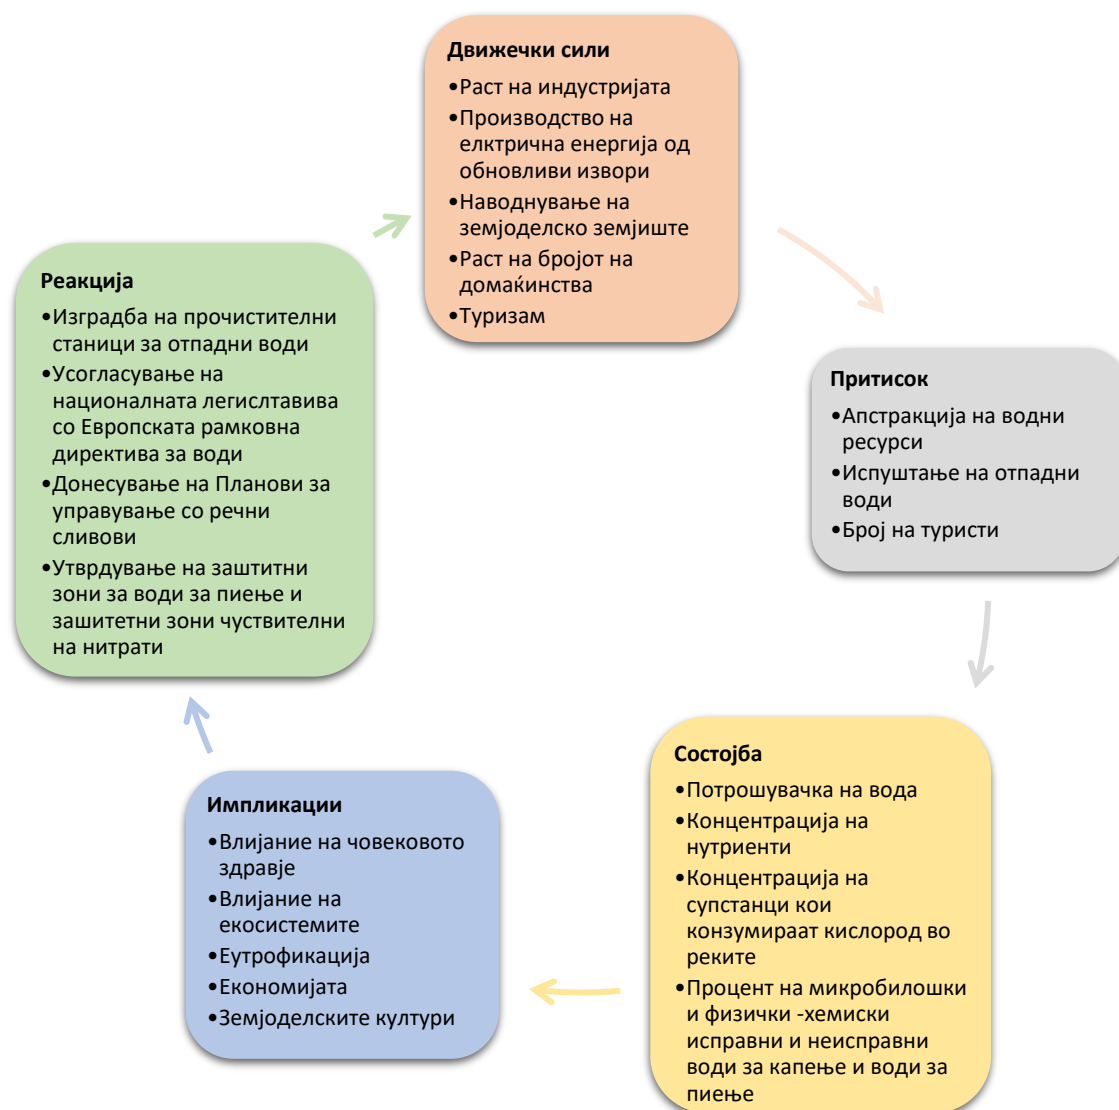 Движечки сили
•Раст на индустријата
•Производство на
елктрична енергија од
обновливи извори
•Наводнување на
земјоделско земјиште
•Раст на бројот на
домаќинства
•Туризам
Притисок
•Апстракција на водни
ресурси
•Испуштање на отпадни
води
•Број на туристи
Состојба
•Потрошувачка на вода
•Концентрација на
нутриенти
•Концентрација на
супстанци кои
конзумираат кислород во
реките
•Процент на микробилошки
и физички -хемиски
исправни и неисправни
води за капење и води за
пиење
Импликации
•Влијание на човековото
здравје
•Влијание на
екосистемите
•Еутрофикација
•Економијата
•Земјоделските култури
Реакција
•Изградба на прочистителни
станици за отпадни води
•Усогласување на
националната легислтавива
со Европската рамковна
директива за води
•Донесување на Планови за
управување со речни
сливови
•Утврдување на заштитни
зони за води за пиење и
зашитетни зони чуствителни
на нитрати